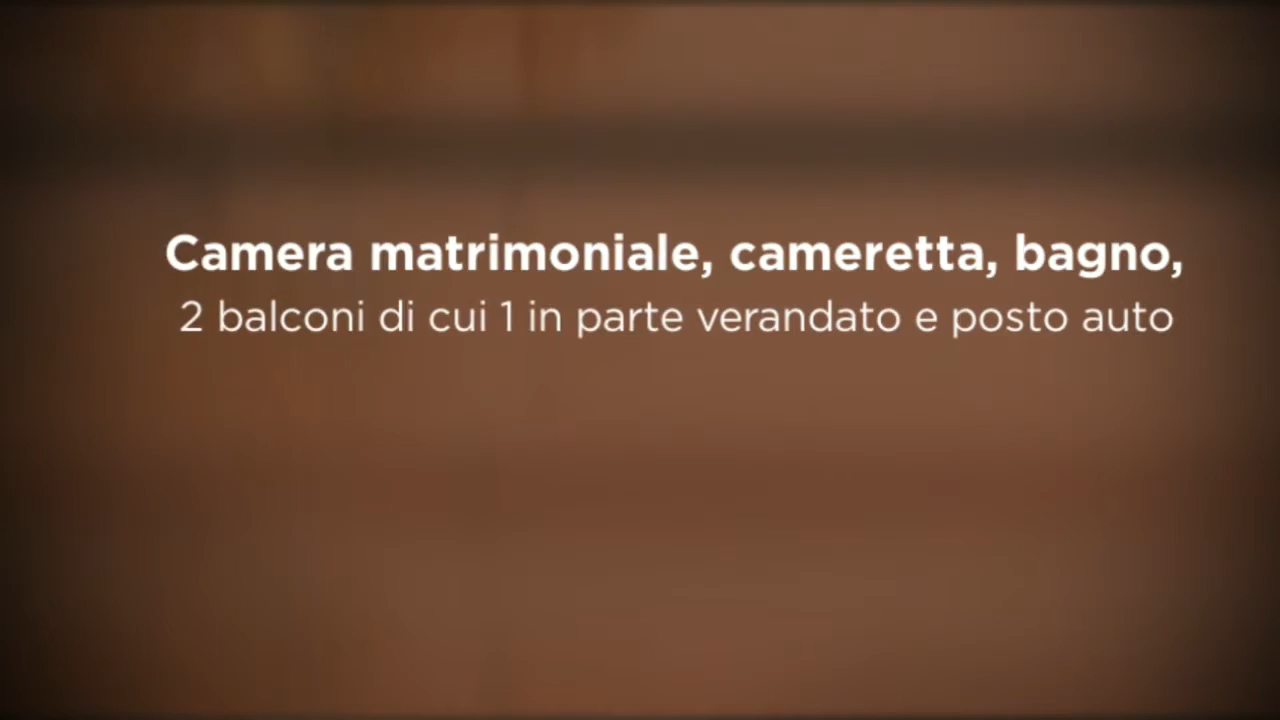 Camera matrimoniale, cameretta, bagno,
2 balconi di cui 1 in parte verandato e posto auto